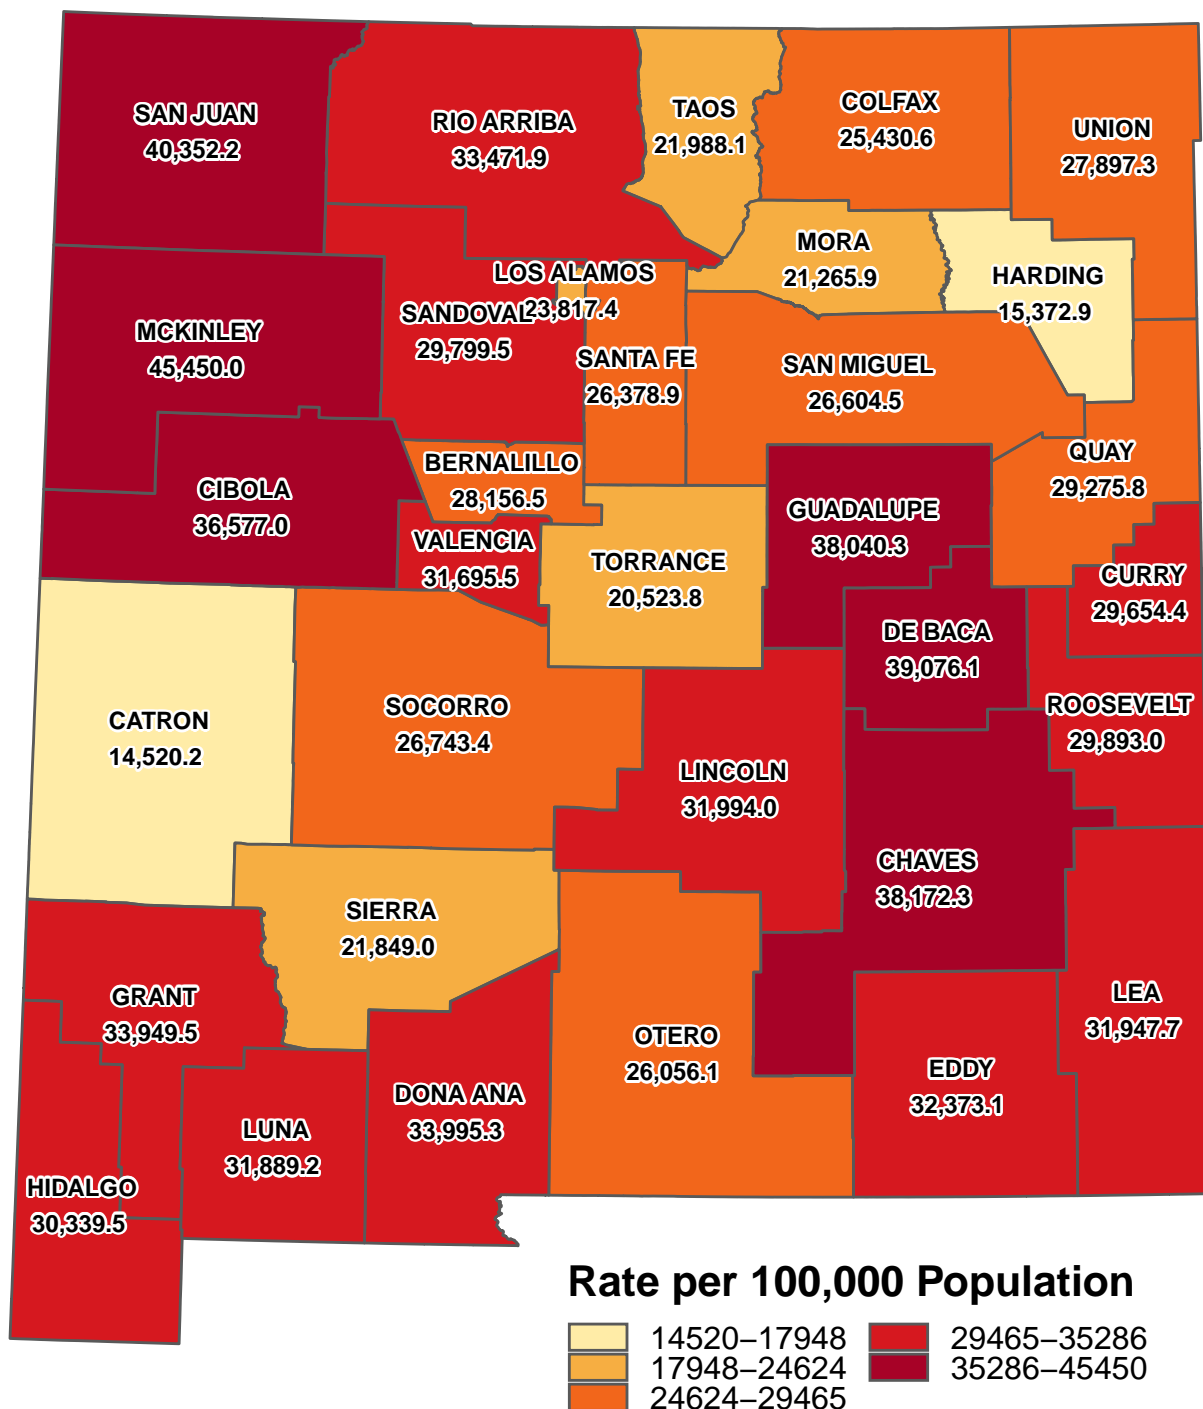 SAN JUAN
40,352.2
RIO ARRIBA
33,471.9
TAOS
21,988.1
COLFAX
25,430.6
UNION
27,897.3
MORA
21,265.9
HARDING
15,372.9
LOS ALAMOS
23,817.4
SANDOVAL
29,799.5
MCKINLEY
45,450.0
SANTA FE
26,378.9
SAN MIGUEL
26,604.5
QUAY
29,275.8
BERNALILLO
28,156.5
CIBOLA
36,577.0
GUADALUPE
38,040.3
VALENCIA
31,695.5
TORRANCE
20,523.8
CURRY
29,654.4
DE BACA
39,076.1
CATRON
14,520.2
SOCORRO
26,743.4
ROOSEVELT
29,893.0
LINCOLN
31,994.0
CHAVES
38,172.3
SIERRA
21,849.0
GRANT
33,949.5
LEA
31,947.7
OTERO
26,056.1
EDDY
32,373.1
DONA ANA
33,995.3
LUNA
31,889.2
HIDALGO
30,339.5
Rate per 100,000 Population
14520–17948
17948–24624
24624–29465
29465–35286
35286–45450